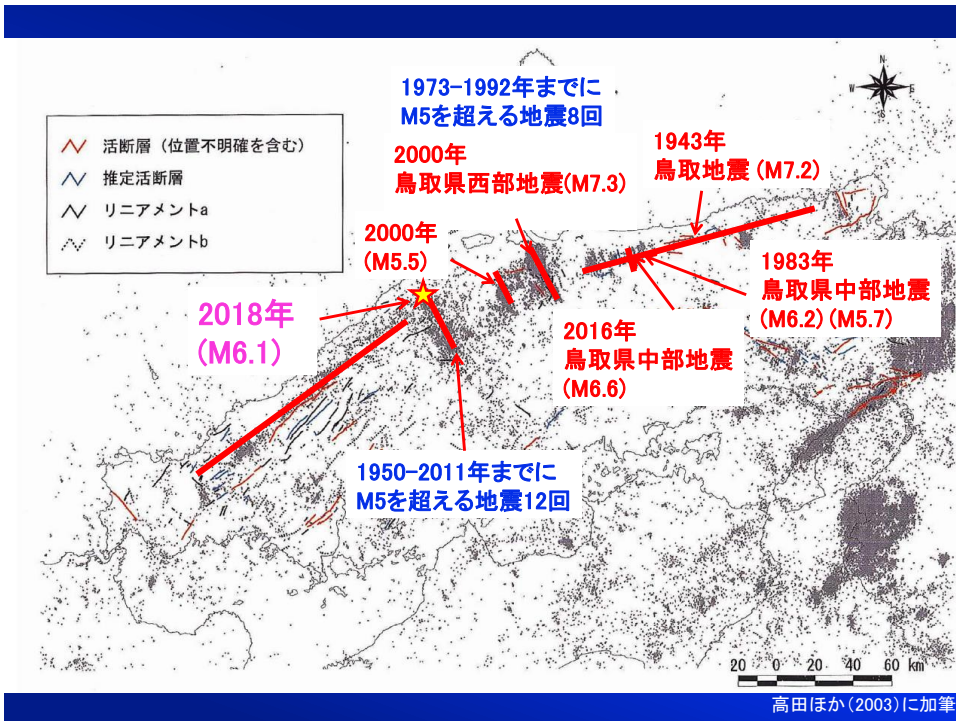 1973-1992年までに
M5を超える地震8回
N
W
E
S
活断層（位置不明確を含む）
推定活断層
リニアメントa
リニアメントb
2000年
鳥取県西部地震(M7.3)
1943年
鳥取地震 (M7.2)
2000年
(M5.5)
1983年
鳥取県中部地震
(M6.2)(M5.7)
2018年
(M6.1)
2016年
鳥取県中部地震
(M6.6)
1950-2011年までに
M5を超える地震12回
20 0 20 40 60 km
高田ほか(2003)に加筆